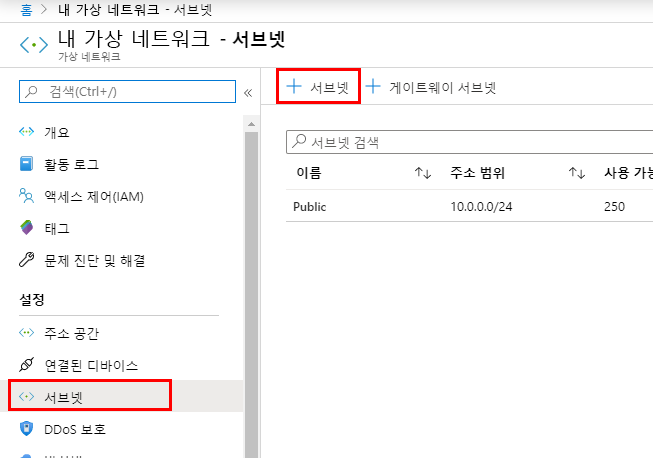 홈 > 내 가상 네트워크 - 서브넷
내 가상 네트워크 - 서브넷
가상 네트워크
검색(Ctrl+/)
«
+ 서브넷
+ 게이트웨이 서브넷
개요
활동 로그
액세스 제어(IAM)
태그
문제 진단 및 해결
설정
주소 공간
연결된 디바이스
서브넷
DDoS 보호
서브넷 검색
이름 ↑↓ 주소 범위 ↑↓ 사용 가능
Public 10.0.0.0/24 250